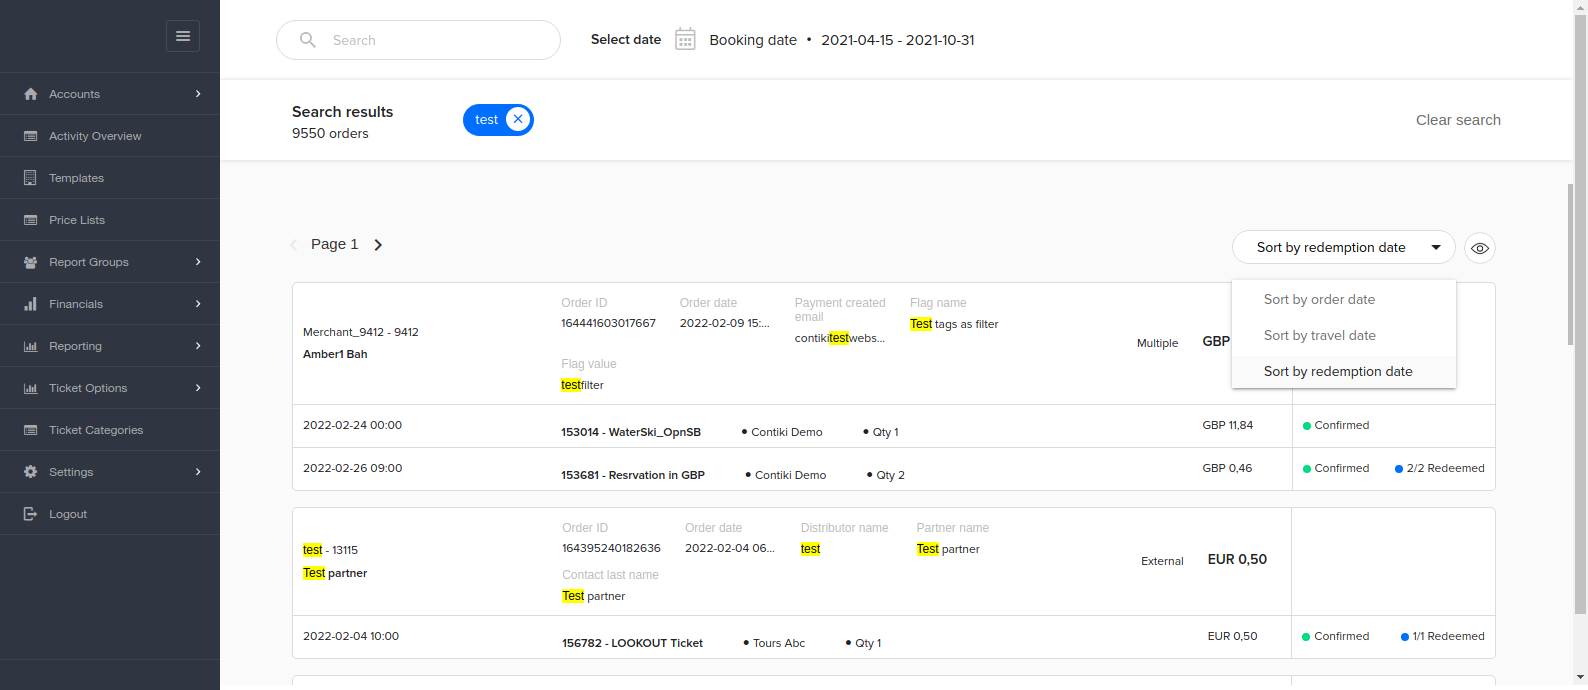 Search
Select date
Booking date • 2021-04-15 - 2021-10-31
Accounts
Activity Overview
Templates
Price Lists
Report Groups
Financials
Reporting
Ticket Options
Ticket Categories
Settings
Logout
Search results
9550 orders
test
Clear search
Page 1
Sort by redemption date
Sort by order date
Sort by travel date
Sort by redemption date
Merchant_9412 - 9412
Amber1 Bah
Order ID
164441603017667
Order date
2022-02-09 15:...
Payment created
email
contikitestwebs...
Flag name
Test tags as filter
Flag value
testfilter
Multiple
GBP
2022-02-24 00:00
153014 - WaterSki_OpnSB
• Contiki Demo
• Qty 1
GBP 11,84
Confirmed
2022-02-26 09:00
153681 - Resrvation in GBP
• Contiki Demo
• Qty 2
GBP 0,46
Confirmed
2/2 Redeemed
test - 13115
Test partner
Order ID
164395240182636
Order date
2022-02-04 06...
Distributor name
test
Partner name
Test partner
Contact last name
Test partner
External
EUR 0,50
2022-02-04 10:00
156782 - LOOKOUT Ticket
• Tours Abc
• Qty 1
EUR 0,50
Confirmed
1/1 Redeemed